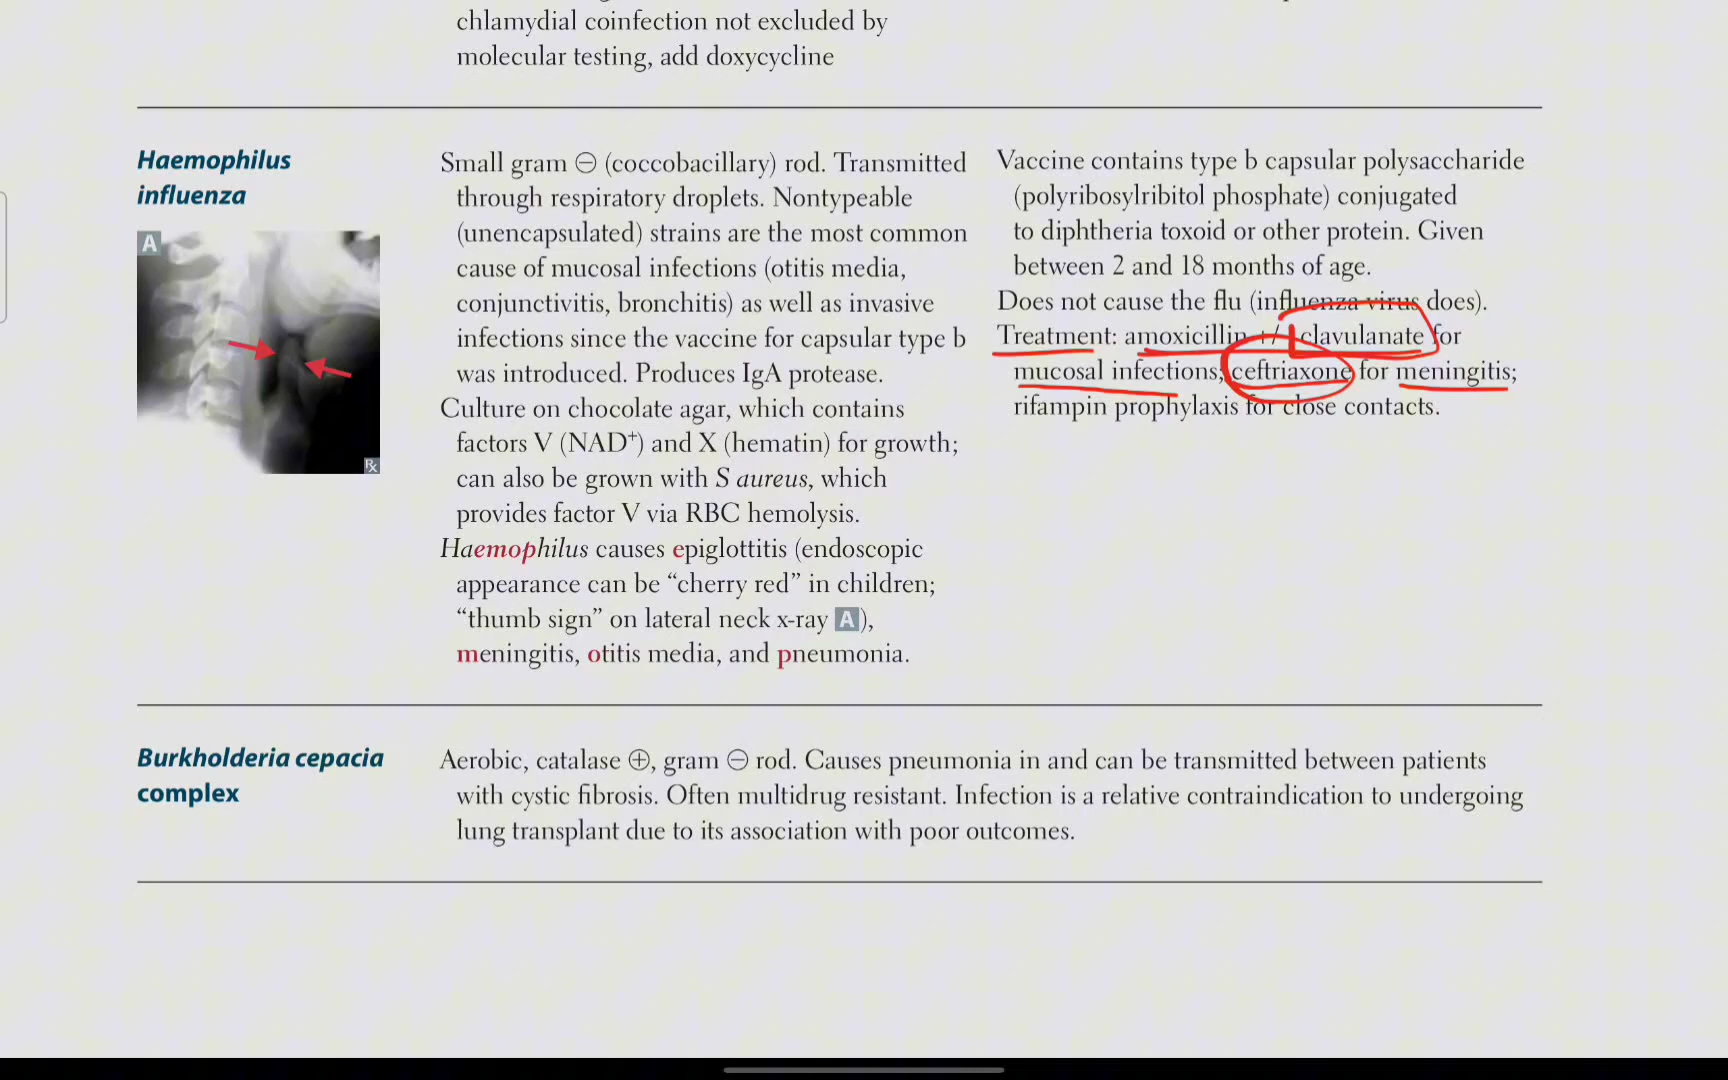 chlamydial coinfection not excluded by
molecular testing, add doxycycline
Haemophilus
influenza
A
Rx
Small gram ⊖ (coccobacillary) rod. Transmitted
through respiratory droplets. Nontypeable
(unencapsulated) strains are the most common
cause of mucosal infections (otitis media,
conjunctivitis, bronchitis) as well as invasive
infections since the vaccine for capsular type b
was introduced. Produces IgA protease.
Culture on chocolate agar, which contains
factors V (NAD⁺) and X (hematin) for growth;
can also be grown with S aureus, which
provides factor V via RBC hemolysis.
Haemophilus causes epiglottitis (endoscopic
appearance can be “cherry red” in children;
“thumb sign” on lateral neck x-ray A),
meningitis, otitis media, and pneumonia.
Vaccine contains type b capsular polysaccharide
(polyribosylribitol phosphate) conjugated
to diphtheria toxoid or other protein. Given
between 2 and 18 months of age.
Does not cause the flu (influenza virus does).
Treatment: amoxicillin +/- clavulanate for
mucosal infections; ceftriaxone for meningitis;
rifampin prophylaxis for close contacts.
Burkholderia cepacia
complex
Aerobic, catalase ⊕, gram ⊖ rod. Causes pneumonia in and can be transmitted between patients
with cystic fibrosis. Often multidrug resistant. Infection is a relative contraindication to undergoing
lung transplant due to its association with poor outcomes.